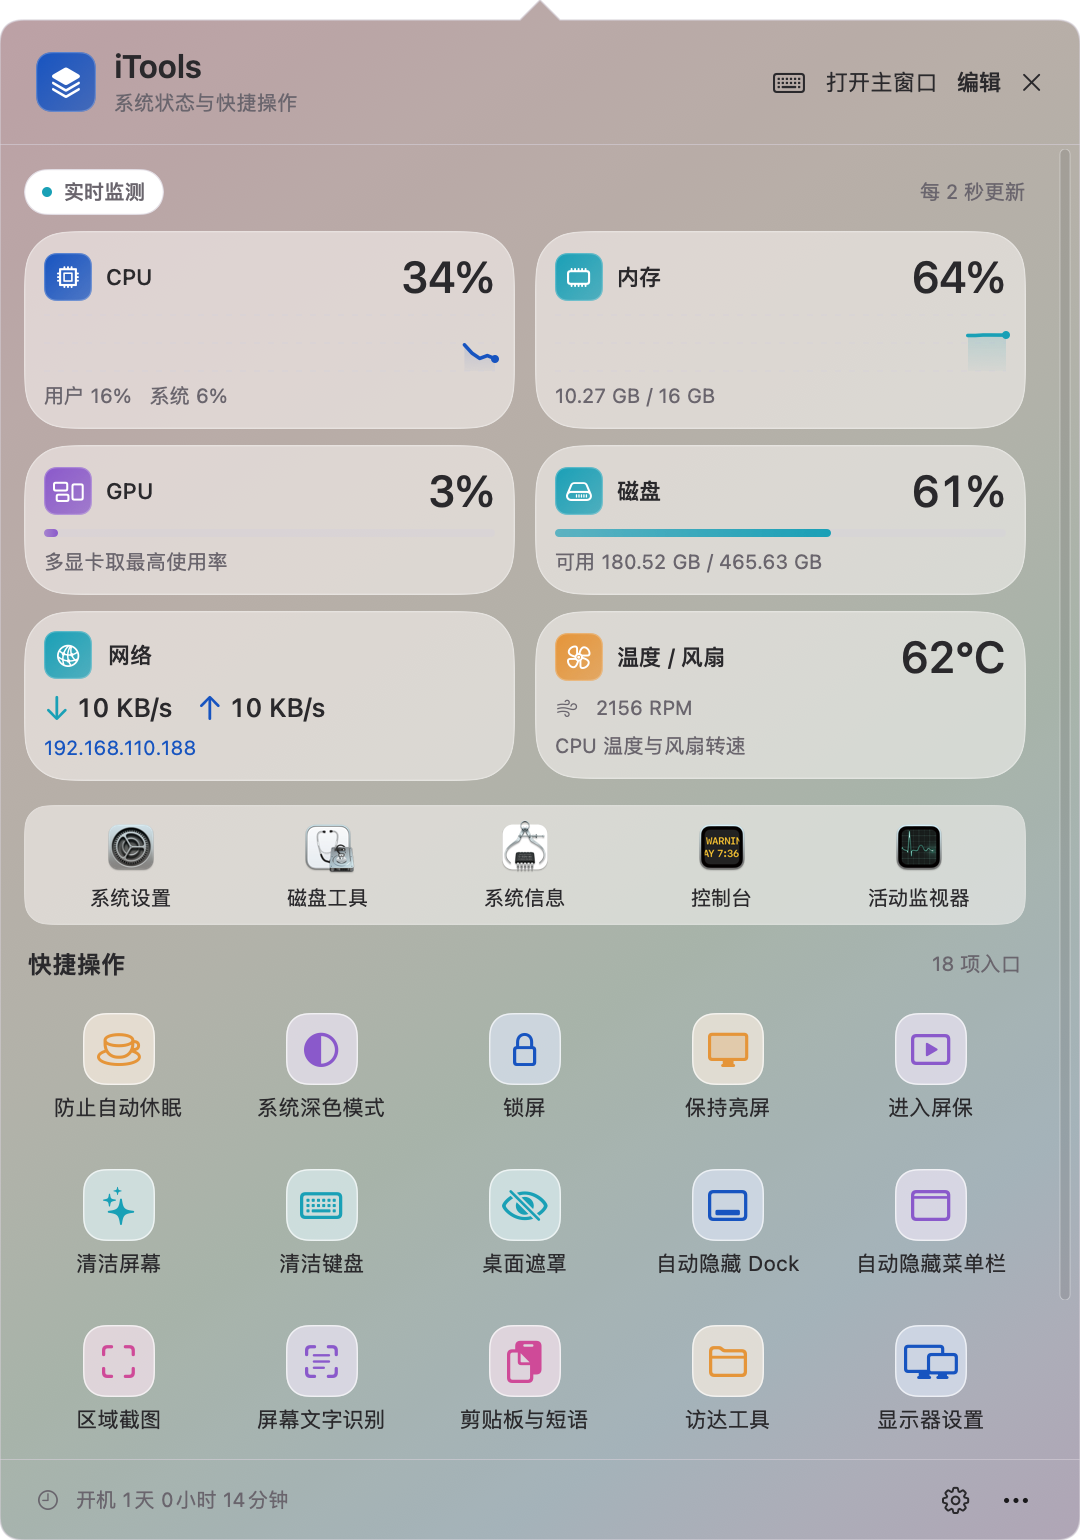 iTools
系统状态与快捷操作
打开主窗口 编辑
实时监测
每 2 秒更新
CPU
34%
用户 16% 系统 6%
内存
64%
10.27 GB / 16 GB
GPU
3%
多显卡取最高使用率
磁盘
61%
可用 180.52 GB / 465.63 GB
网络
10 KB/s 10 KB/s
192.168.110.188
温度 / 风扇
62°C
2156 RPM
CPU 温度与风扇转速
WARNIN
AY 7:36
系统设置 磁盘工具 系统信息 控制台 活动监视器
快捷操作
18 项入口
防止自动休眠 系统深色模式 锁屏 保持亮屏 进入屏保
清洁屏幕 清洁键盘 桌面遮罩 自动隐藏 Dock 自动隐藏菜单栏
区域截图 屏幕文字识别 剪贴板与短语 访达工具 显示器设置
开机 1天 0小时 14分钟